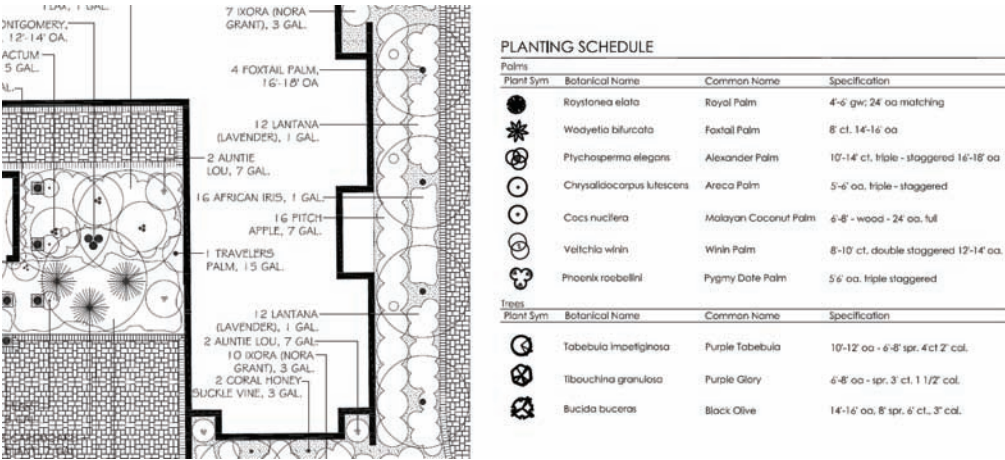 7 IXORA (NORA
GRANT), 3 GAL.
12'-14' OA.
5 GAL.
4 FOXTAIL PALM,
16'-18' OA
12 LANTANA
(LAVENDER), 1 GAL.
2 AUNTIE
LOU, 7 GAL.
16 AFRICAN IRIS, 1 GAL.
16 PITCH
APPLE, 7 GAL.
1 TRAVELERS
PALM, 15 GAL.
12 LANTANA
(LAVENDER), 1 GAL.
2 AUNTIE LOU, 7 GAL.
10 IXORA (NORA
GRANT), 3 GAL.
2 CORAL HONEY-
SUCKLE VINE, 3 GAL.
PLANTING SCHEDULE
Palms
Plant Sym Botanical Name Common Name Specification
Roystonea elata Royal Palm 4'-6' gw; 24' oa matching
Wodyetia bifurcata Foxtail Palm 8' ct. 14'-16' oa
Ptychosperma elegans Alexander Palm 10'-14' ct, triple - staggered 16'-18' oa
Chrysalidocarpus lutescens Areca Palm 5'-6' oa, triple - staggered
Cocs nucifera Malayan Coconut Palm 6'-8' - wood - 24' oa. full
Veitchia winin Winin Palm 8'-10' ct, double staggered 12'-14' oa.
Phoenix roebellini Pygmy Date Palm 5'6' oa. triple staggered
Trees
Plant Sym Botanical Name Common Name Specification
Tabebuia impetiginosa Purple Tabebuia 10'-12' oa - 6'-8' spr. 4'ct 2" cal.
Tibouchina granulosa Purple Glory 6'-8' oa - spr. 3' ct. 1 1/2" cal.
Bucida buceras Black Olive 14'-16' oa, 8' spr. 6' ct., 3" cal.